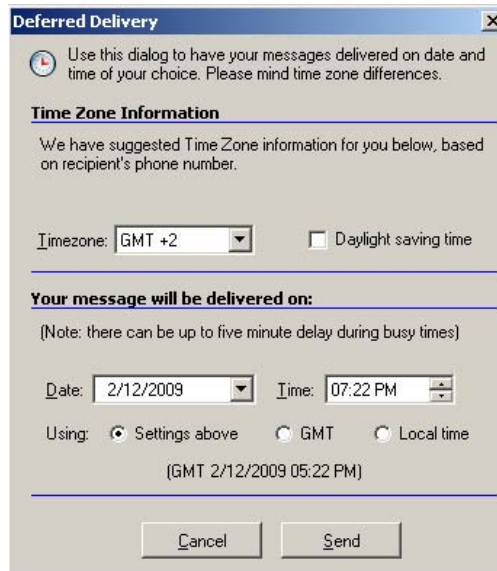 Deferred Delivery
Use this dialog to have your messages delivered on date and
time of your choice. Please mind time zone differences.
Time Zone Information
We have suggested Time Zone information for you below, based
on recipient's phone number.
Timezone: GMT +2 Daylight saving time
Your message will be delivered on:
(Note: there can be up to five minute delay during busy times)
Date: 2/12/2009 Time: 07:22 PM
Using: Settings above GMT Local time
(GMT 2/12/2009 05:22 PM)
Cancel Send